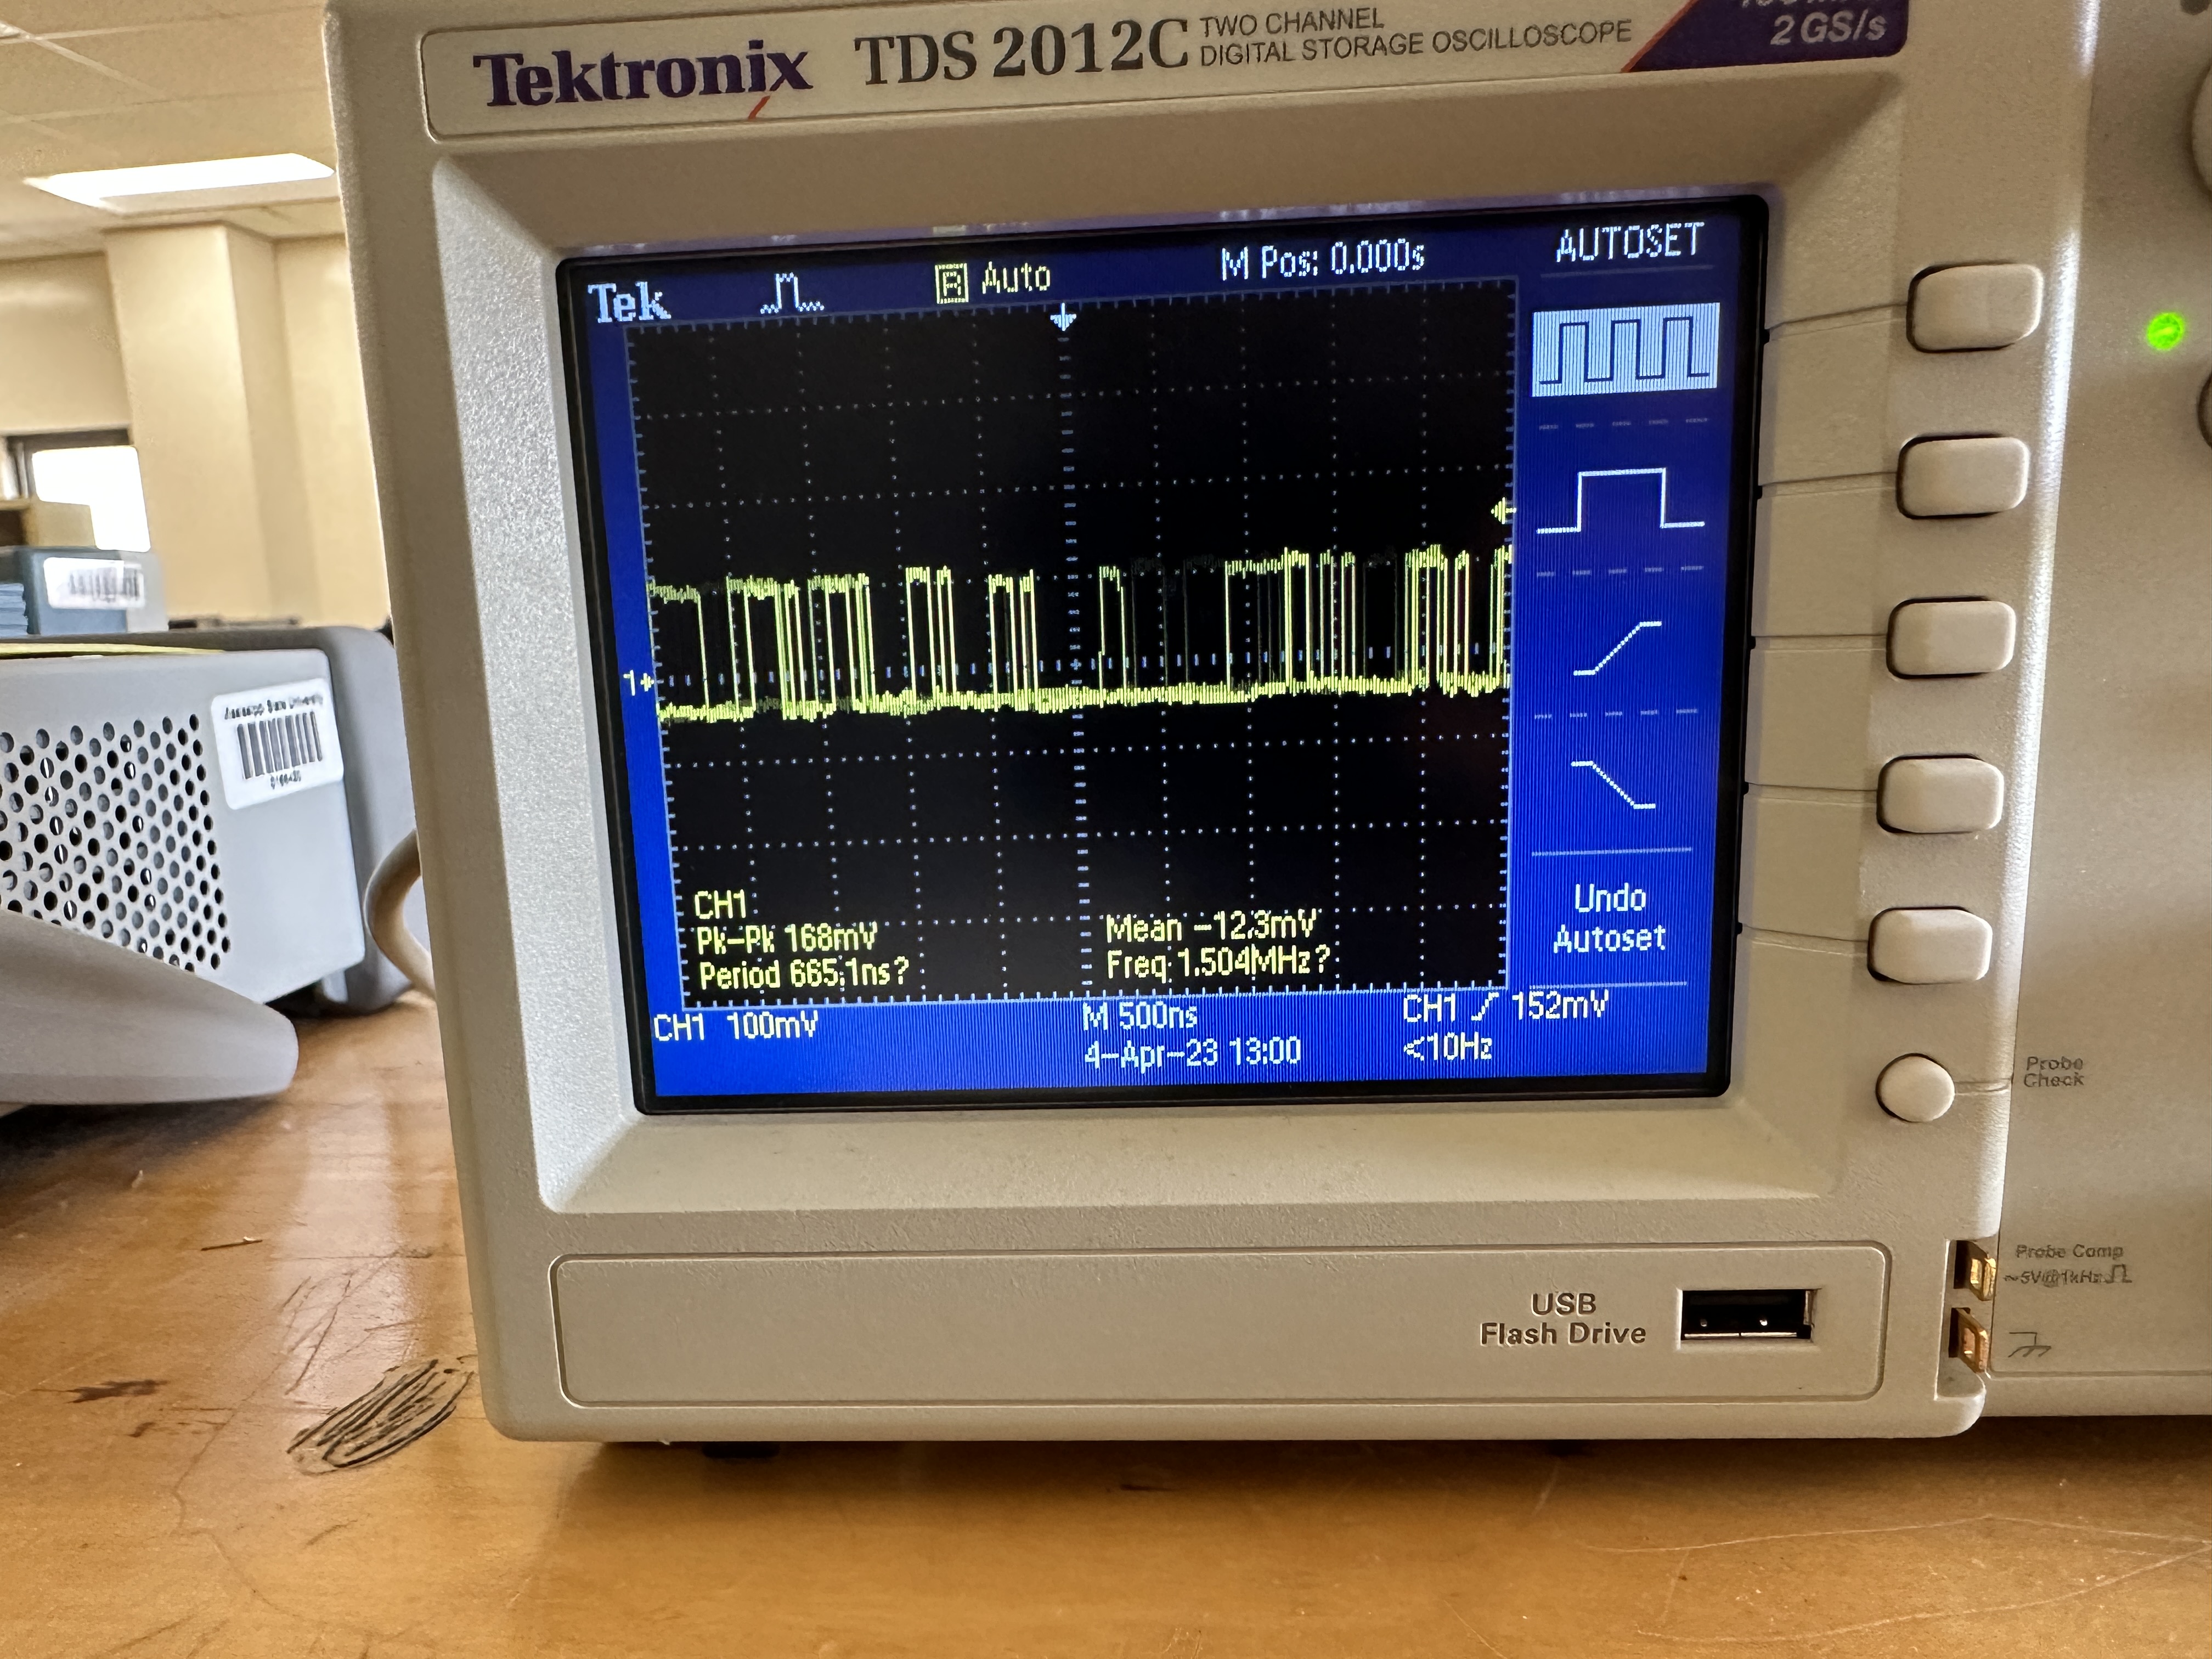 Tektronix TDS 2012C TWO CHANNEL
DIGITAL STORAGE OSCILLOSCOPE
2 GS/s
Tek
R Auto
M Pos: 0.000s
AUTOSET
1
CH1
Pk-Pk 168mV
Mean -12.3mV
Period 665.1ns?
Freq 1.504MHz?
Undo
Autoset
CH1 100mV
M 500ns
CH1 152mV
4-Apr-23 13:00
<10Hz
Probe
Check
Probe Comp
~5V@1kHz
USB
Flash Drive